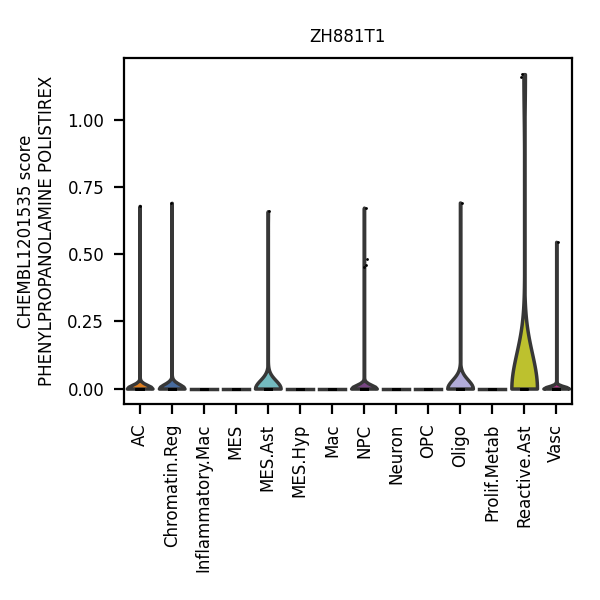 ZH881T1
CHEMBL1201535 score
PHENYLPROPANOLAMINE POLISTIREX
1.00
0.75
0.50
0.25
0.00
AC
Chromatin.Reg
Inflammatory.Mac
MES
MES.Ast
MES.Hyp
Mac
NPC
Neuron
OPC
Oligo
Prolif.Metab
Reactive.Ast
Vasc